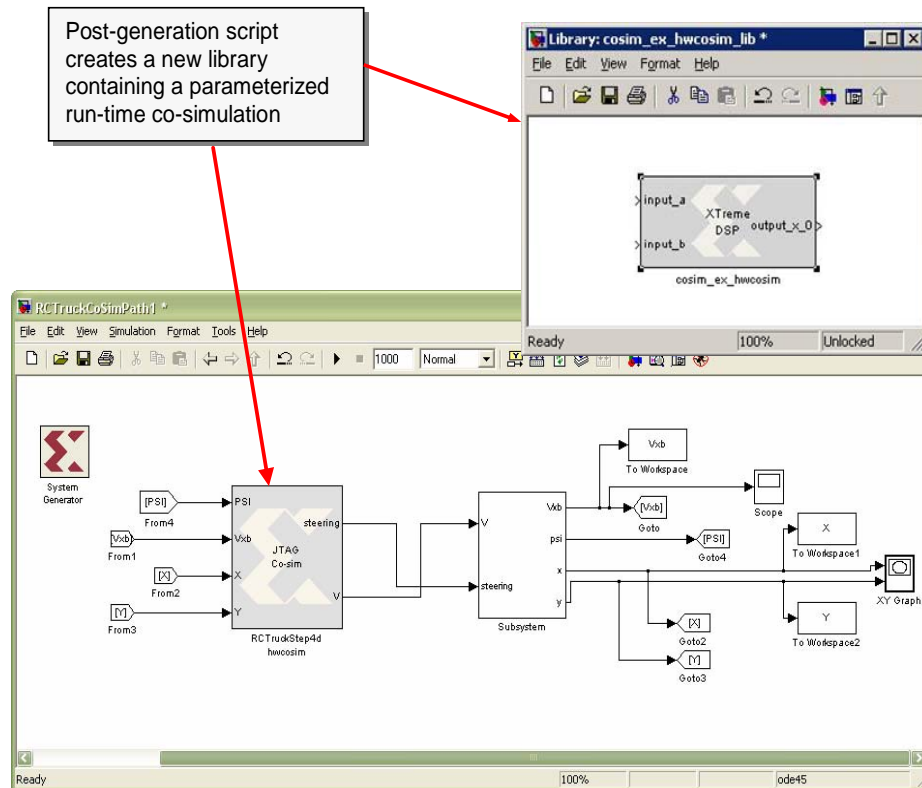 Post-generation script
creates a new library
containing a parameterized
run-time co-simulation
Library: cosim_ex_hwcosim_lib *
File Edit View Format Help
input_a
input_b
XTreme
DSP
output_x_0
cosim_ex_hwcosim
Ready 100% Unlocked
RCTruckCoSimPath1 *
File Edit View Simulation Format Tools Help
1000 Normal
System
Generator
[PSI]
From4
[Vxb]
From1
[X]
From2
[Y]
From3
PSI
Vxb
X
Y
JTAG
Co-sim
steering
V
RCTruckStep4d
hwcosim
V
steering
Vxb
psi
x
y
Subsystem
Vxb
To Workspace
[Vxb]
Goto
Scope
[PSI]
Goto4
X
To Workspace1
XY Graph
Y
To Workspace2
[X]
Goto2
[Y]
Goto3
Ready 100% ode45